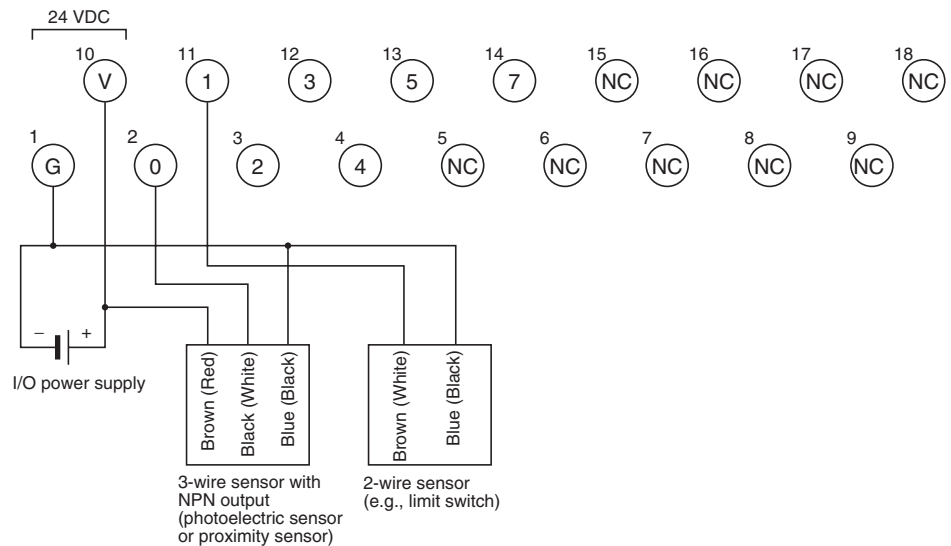 24 VDC
10 11 12 13 14 15 16 17 18
V 1 3 5 7 NC NC NC NC
1 2 3 4 5 6 7 8 9
G 0 2 4 NC NC NC NC NC
− +
I/O power supply
Brown (Red)
Black (White)
Blue (Black)
Brown (White)
Blue (Black)
3-wire sensor with
NPN output
(photoelectric sensor
or proximity sensor)
2-wire sensor
(e.g., limit switch)